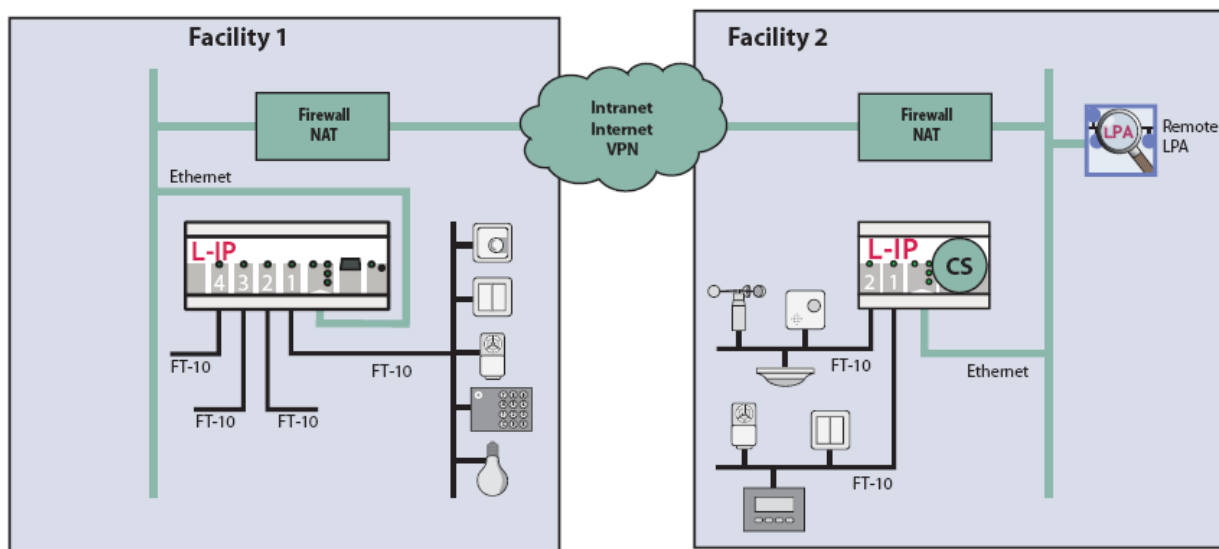 Facility 1
Facility 2
Firewall
NAT
Intranet
Internet
VPN
Firewall
NAT
LPA
Remote
LPA
Ethernet
L-IP
4 3 2 1
L-IP
2 1
CS
FT-10
FT-10
FT-10
FT-10
FT-10
Ethernet
FT-10